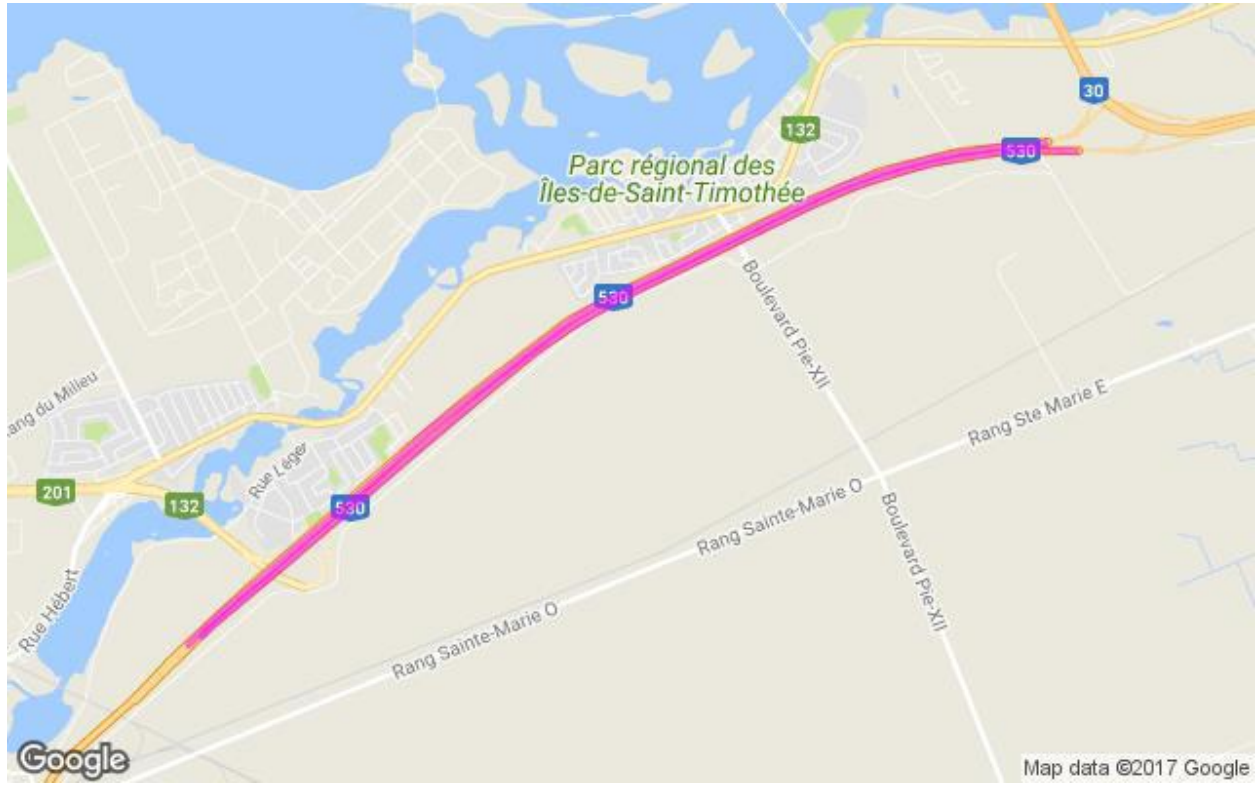 30
132
530
Parc régional des
Îles-de-Saint-Timothée
530
Boulevard Pie-XII
Rang Ste Marie E
ang du Milieu
Rue Léger
201
132
530
Rang Sainte-Marie O
Boulevard Pie-XII
Rue Hébert
Rang Sainte-Marie O
Google
Map data ©2017 Google